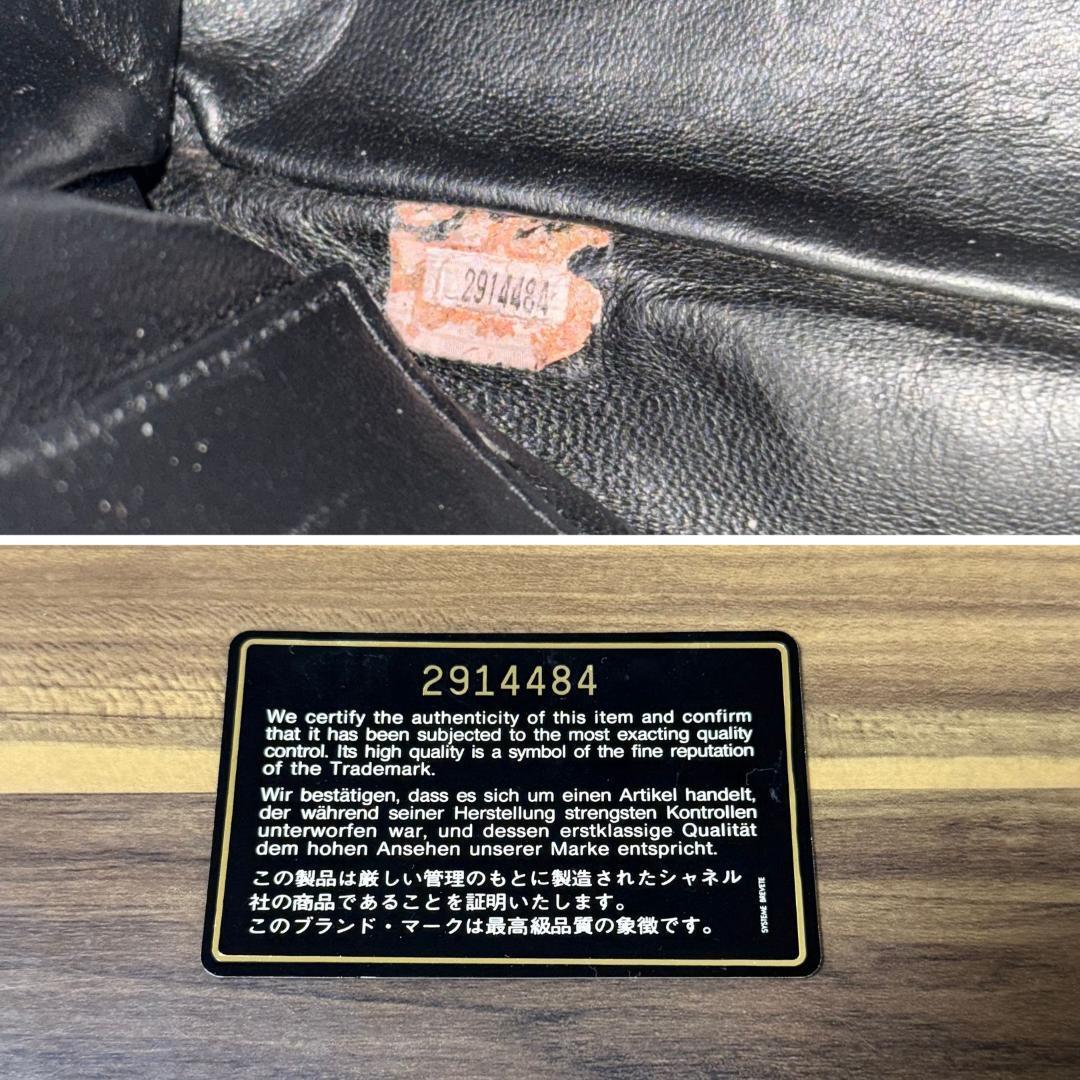 2914484
2914484
We certify the authenticity of this item and confirm
that it has been subjected to the most exacting quality
control. Its high quality is a symbol of the fine reputation
of the Trademark.
Wir bestätigen, dass es sich um einen Artikel handelt,
der während seiner Herstellung strengsten Kontrollen
unterworfen war, und dessen erstklassige Qualität
dem hohen Ansehen unserer Marke entspricht.
この製品は厳しい管理のもとに製造されたシャネル
社の商品であることを証明いたします。
このブランド・マークは最高級品質の象徴です。
SYSTEME BREVETE